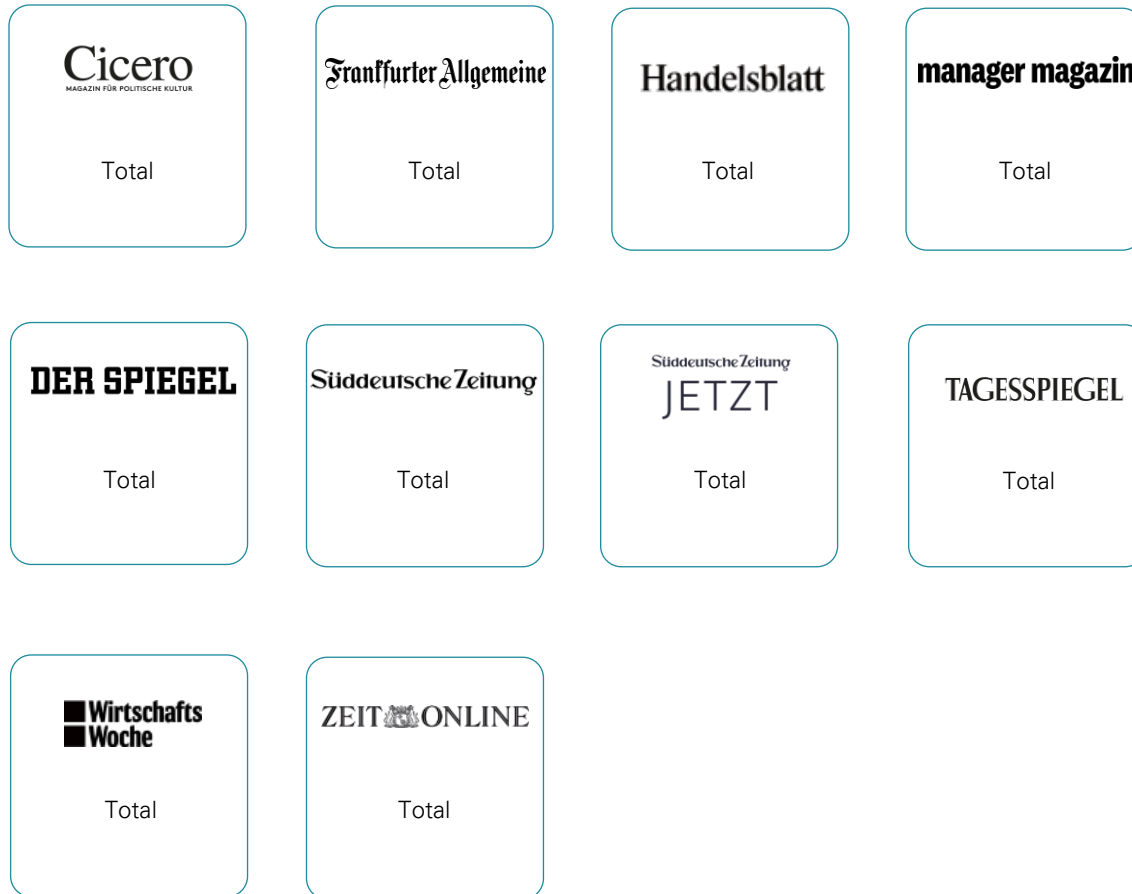 Cicero
MAGAZIN FÜR POLITISCHE KULTUR
Total
Frankfurter Allgemeine
Total
Handelsblatt
Total
manager magazin
Total
DER SPIEGEL
Total
Süddeutsche Zeitung
Total
Süddeutsche Zeitung
JETZT
Total
TAGESSPIEGEL
Total
Wirtschafts
Woche
Total
ZEIT ONLINE
Total